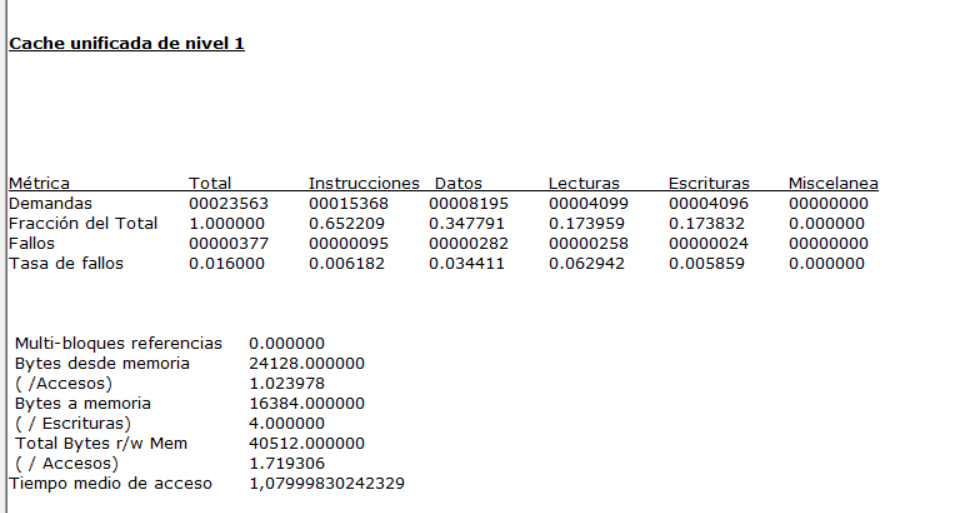 Cache unificada de nivel 1
Métrica Total Instrucciones Datos Lecturas Escrituras Miscelanea
Demandas 00023563 00015368 00008195 00004099 00004096 00000000
Fracción del Total 1.000000 0.652209 0.347791 0.173959 0.173832 0.000000
Fallos 00000377 00000095 00000282 00000258 00000024 00000000
Tasa de fallos 0.016000 0.006182 0.034411 0.062942 0.005859 0.000000
Multi-bloques referencias 0.000000
Bytes desde memoria 24128.000000
( /Accesos) 1.023978
Bytes a memoria 16384.000000
( / Escrituras) 4.000000
Total Bytes r/w Mem 40512.000000
( / Accesos) 1.719306
Tiempo medio de acceso 1,07999830242329